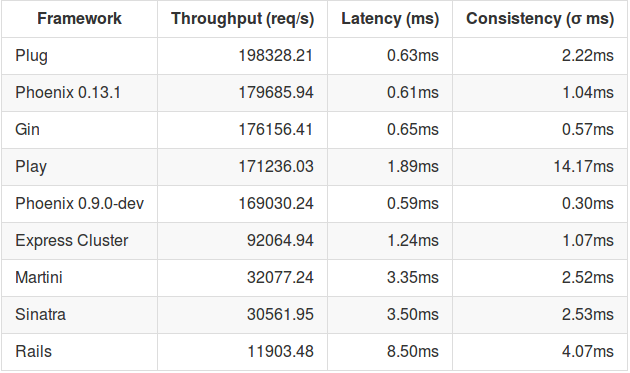 Framework Throughput (req/s) Latency (ms) Consistency (σ ms)
Plug 198328.21 0.63ms 2.22ms
Phoenix 0.13.1 179685.94 0.61ms 1.04ms
Gin 176156.41 0.65ms 0.57ms
Play 171236.03 1.89ms 14.17ms
Phoenix 0.9.0-dev 169030.24 0.59ms 0.30ms
Express Cluster 92064.94 1.24ms 1.07ms
Martini 32077.24 3.35ms 2.52ms
Sinatra 30561.95 3.50ms 2.53ms
Rails 11903.48 8.50ms 4.07ms